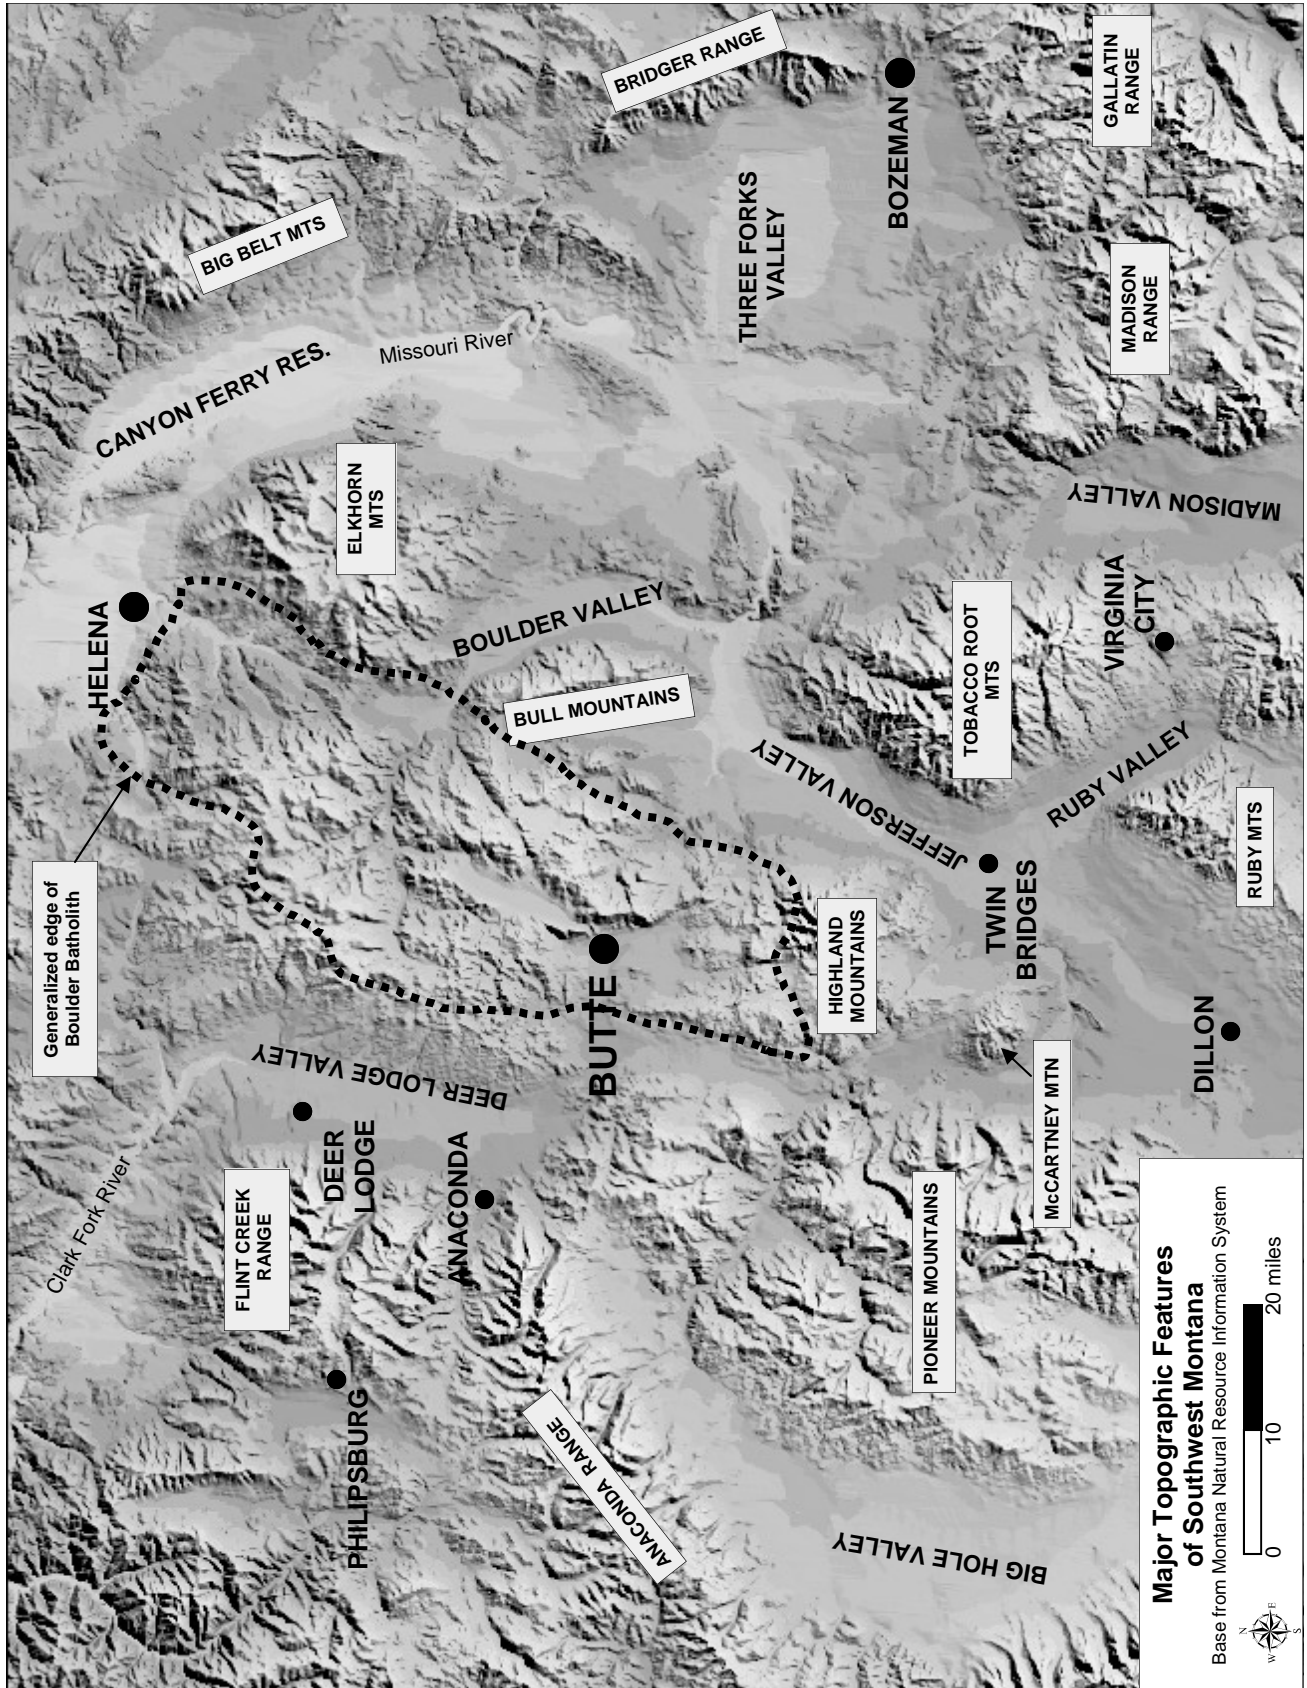 Major Topographic Features
of Southwest Montana
Base from Montana Natural Resource Information System
0
10
20 miles
N
E
S
W
Generalized edge of
Boulder Batholith
HELENA
CANYON FERRY RES.
BIG BELT MTS
Missouri River
ELKHORN
MTS
Clark Fork River
DEER LODGE VALLEY
FLINT CREEK
RANGE
DEER
LODGE
PHILIPSBURG
ANACONDA
ANACONDA RANGE
BUTTE
BOULDER VALLEY
BULL MOUNTAINS
BRIDGER RANGE
THREE FORKS
VALLEY
BOZEMAN
GALLATIN
RANGE
MADISON
RANGE
MADISON VALLEY
JEFFERSON VALLEY
TOBACCO ROOT
MTS
VIRGINIA
CITY
RUBY VALLEY
RUBY MTS
HIGHLAND
MOUNTAINS
TWIN
BRIDGES
McCARTNEY MTN
DILLON
PIONEER MOUNTAINS
BIG HOLE VALLEY